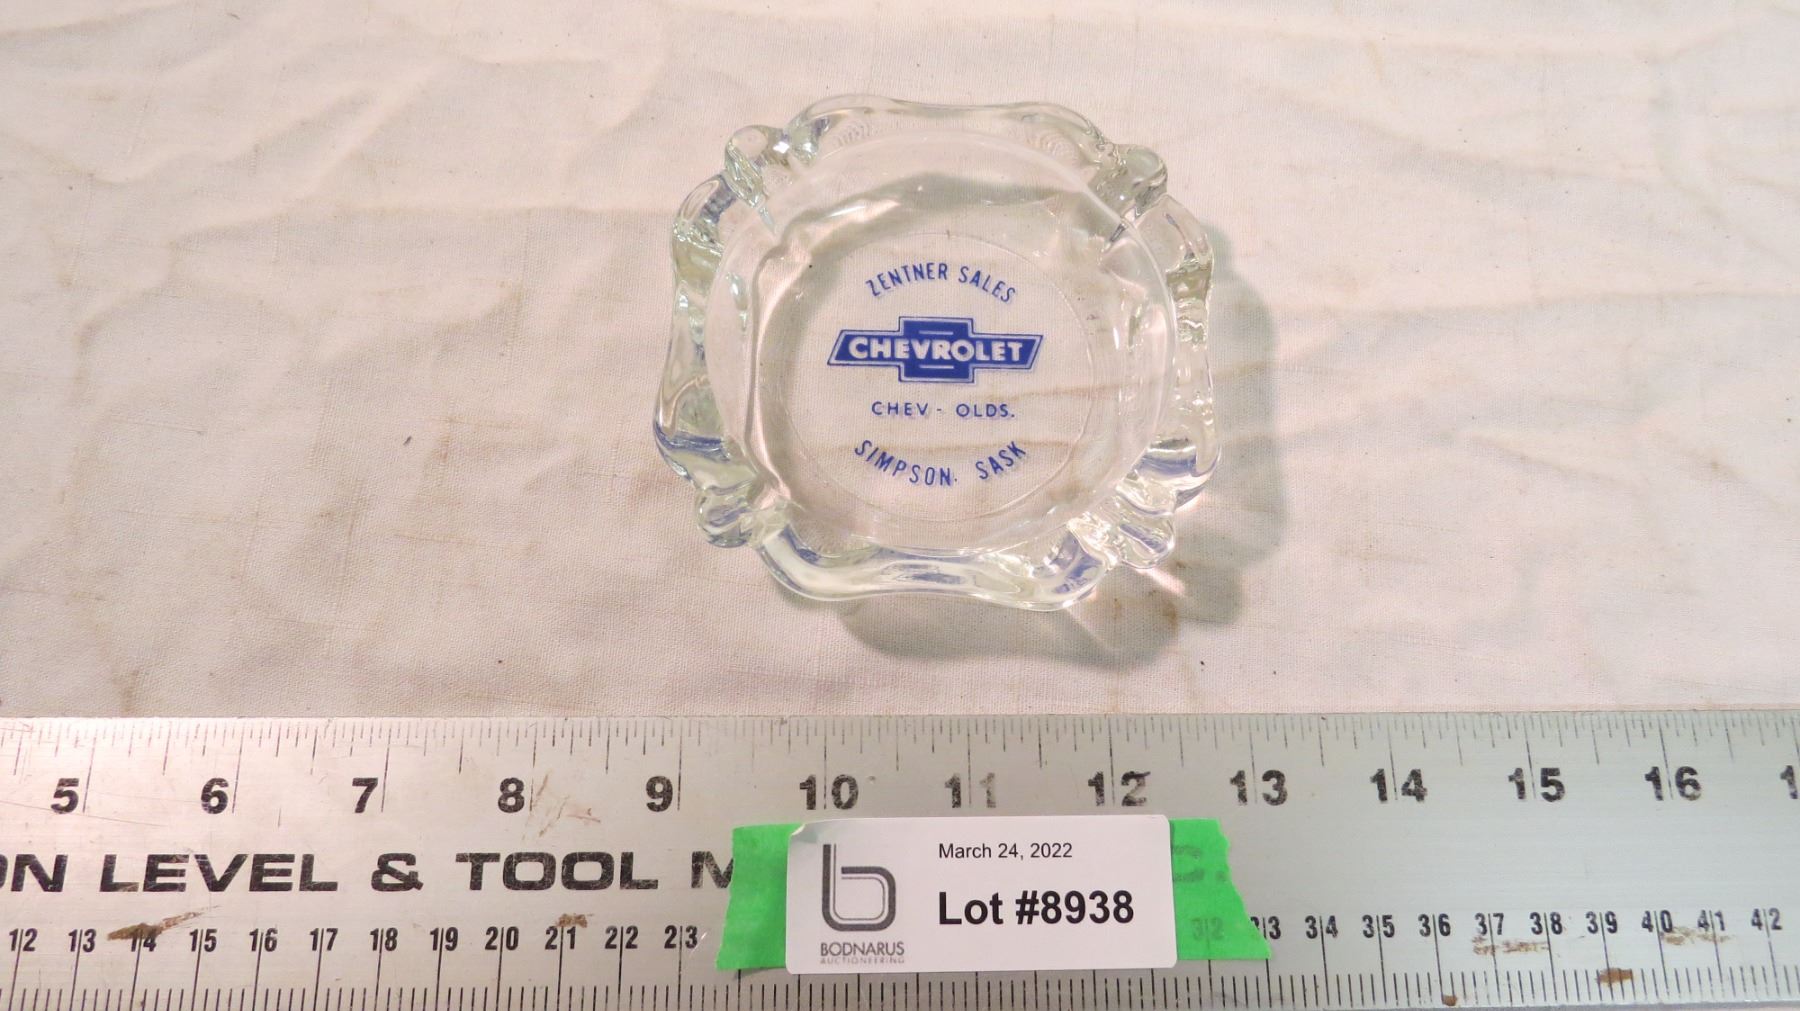 ZENTNER SALES
CHEVROLET
CHEV - OLDS.
SIMPSON. SASK
5 6 7 8 9 10 11 12 13 14 15 16
ON LEVEL & TOOL M
March 24, 2022
Lot #8938
BODNARUS
AUCTIONEERING
12 13 14 15 16 17 18 19 20 21 22 23 32 33 34 35 36 37 38 39 40 41 42